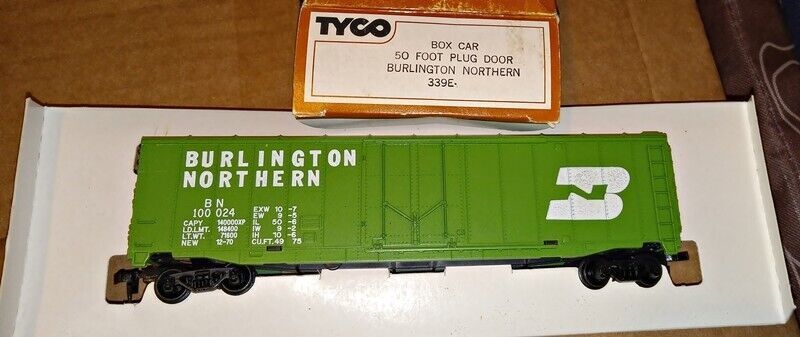 TYCO
BOX CAR
50 FOOT PLUG DOOR
BURLINGTON NORTHERN
339E-
BURLINGTON
NORTHERN
BN
100 024
CAPY 140000XP
LD.LMT. 148400
LT.WT. 71600
NEW 12-70
EXW 10-7
EW 9-5
IL 50-6
IW 9-2
IH 10-6
CU.FT. 49 75